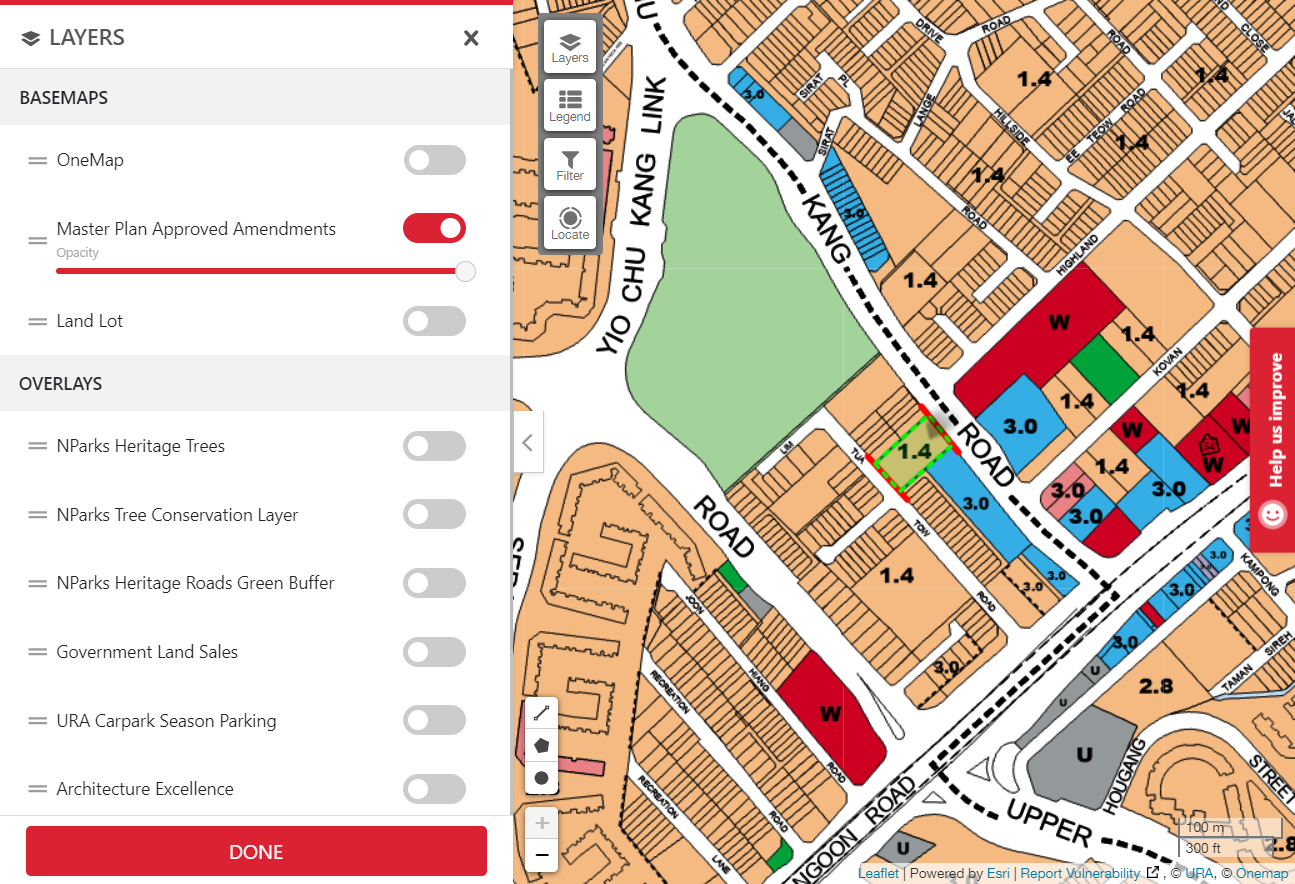 LAYERS
BASEMAPS
OneMap
Master Plan Approved Amendments
Opacity
Land Lot
OVERLAYS
NParks Heritage Trees
NParks Tree Conservation Layer
NParks Heritage Roads Green Buffer
Government Land Sales
URA Carpark Season Parking
Architecture Excellence
DONE
Layers
Legend
Filter
Locate
YIO CHU KANG LINK
3.0
SIRAT
PL
DRIVE
ROAD
ROAD
CLOSE
1.4
1.4
LANGE
HILLSIDE
EE TEOW ROAD
1.4
SIRAT
1.4
3.0
KANG
ROAD
HIGHLAND
1.4
W
1.4
KOVAN
1.4
1.4
3.0
W
W
52
W
1.4
3.0
3.0
3.0
ROAD
1.4
LIM
TUA
TOW
ROAD
3.0
3.0
3.0
ROAD
1.4
3.0
JOON
HIANG
ROAD
RECREATION
RECREATION
ROAD
LANE
W
3.0
3.0
3.0
KAMPONG
U
U
2.8
TAMAN
SIREH
U
HOUGANG
STREET
UPPER
NGOON ROAD
U
2.8
Help us improve
100 m
300 ft
Leaflet | Powered by Esri | Report Vulnerability , © URA, © Onemap